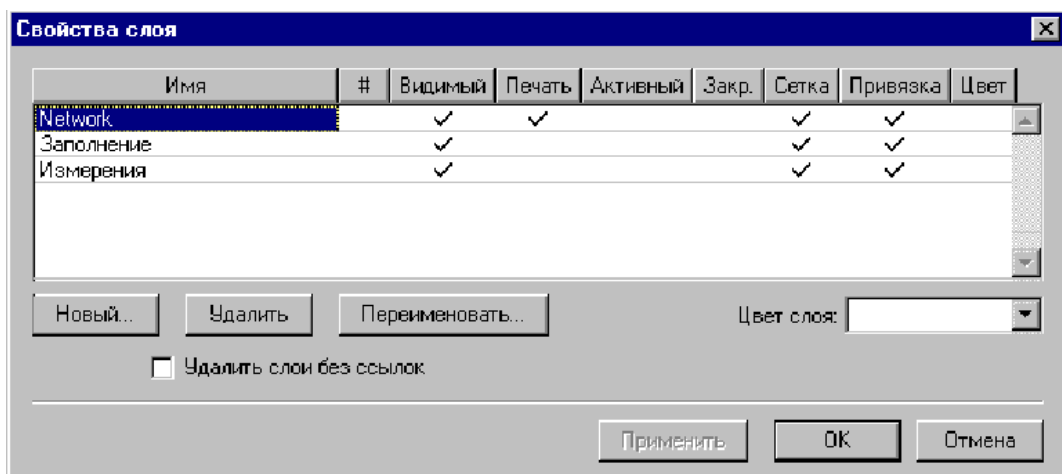 Свойства слоя
Имя # Видимый Печать Активный Закр. Сетка Привязка Цвет
Network
Заполнение
Измерения
Новый... Удалить Переименовать... Цвет слоя:
Удалить слои без ссылок
Применить OK Отмена